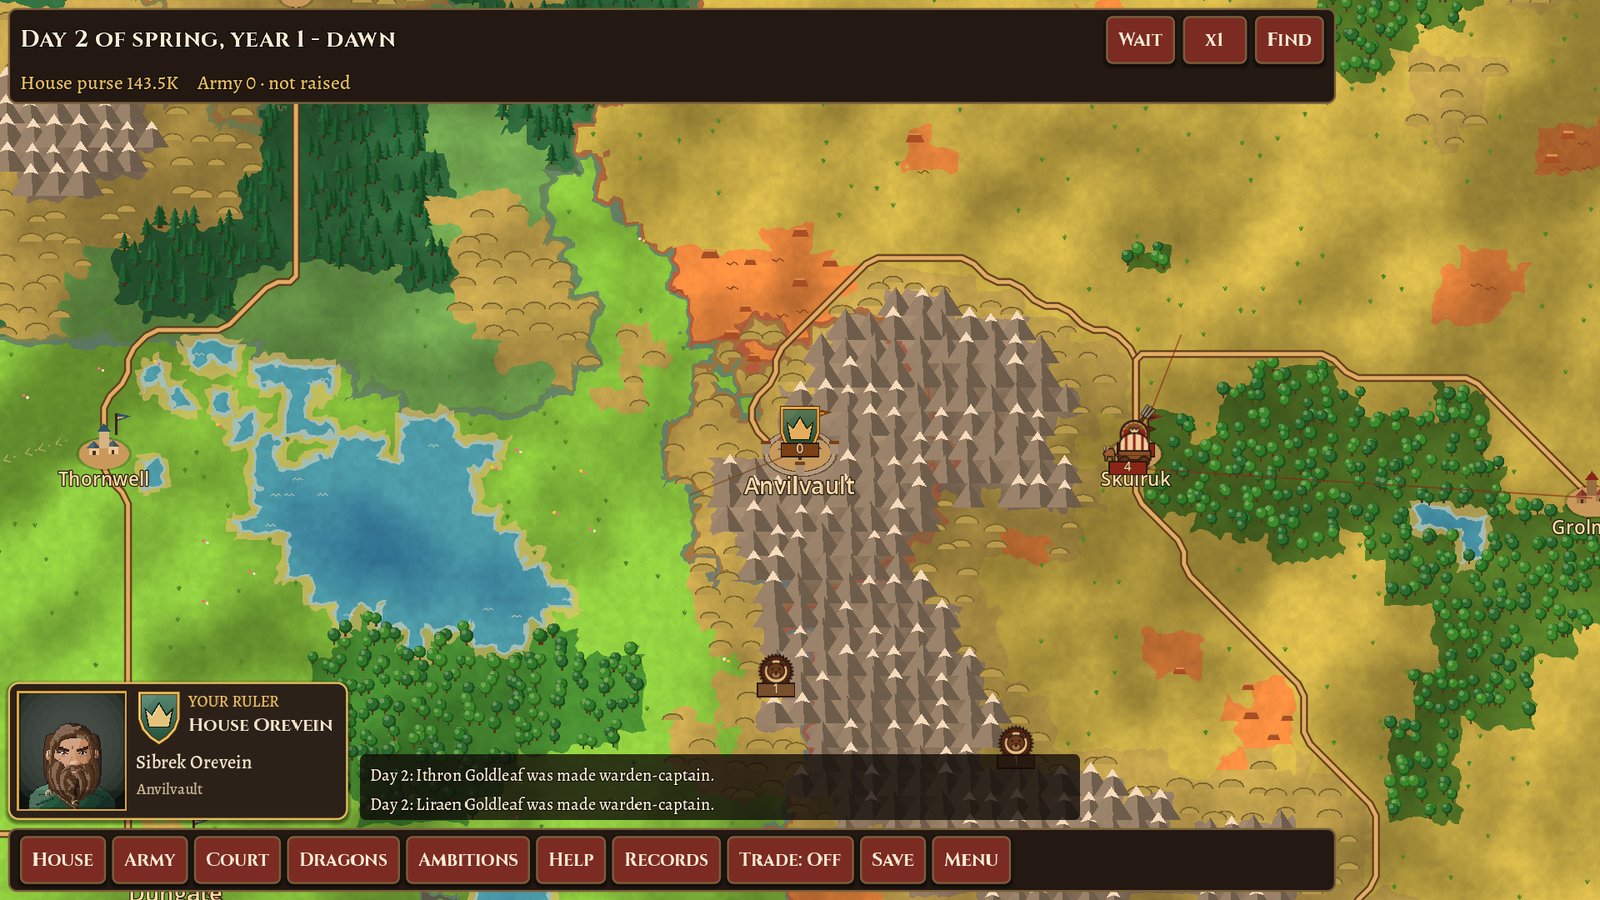 Day 2 of spring, year 1 - dawn
Wait
x1
Find
House purse 143.5K Army 0 · not raised
Thornwell
0
Anvilvault
4
Skulruk
1
1
Your ruler
House Orevein
Sibrek Orevein
Anvilvault
Day 2: Ithron Goldleaf was made warden-captain.
Day 2: Liraen Goldleaf was made warden-captain.
House
Army
Court
Dragons
Ambitions
Help
Records
Trade: Off
Save
Menu